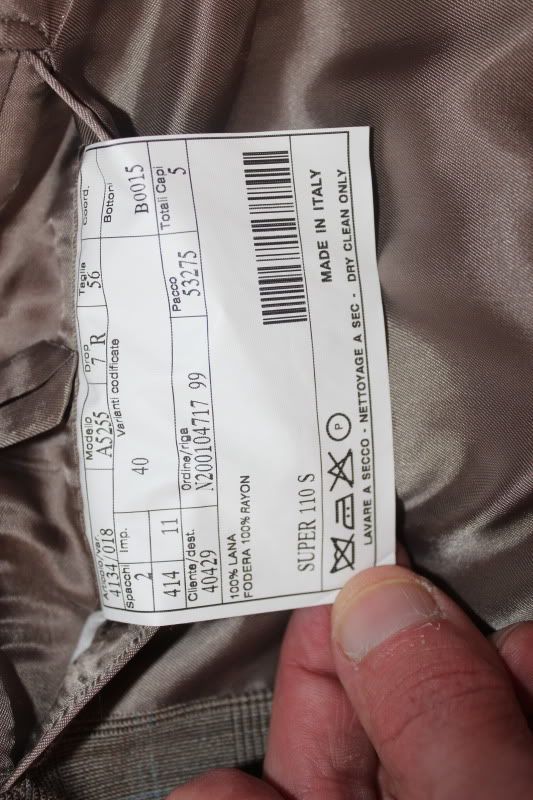 Articolo/var. Modello Drop Taglia Coord.
4134/018 A5255 7 R 56
Spacchi Imp. Varianti codificate Bottoni
2 40 B0015
414 11
Cliente/dest. Ordine/riga Pacco Totali Capi
40429 N200104717 99 53275 5
100% LANA
FODERA 100% RAYON
SUPER 110 S
MADE IN ITALY
P
LAVARE A SECCO - NETTOYAGE A SEC - DRY CLEAN ONLY